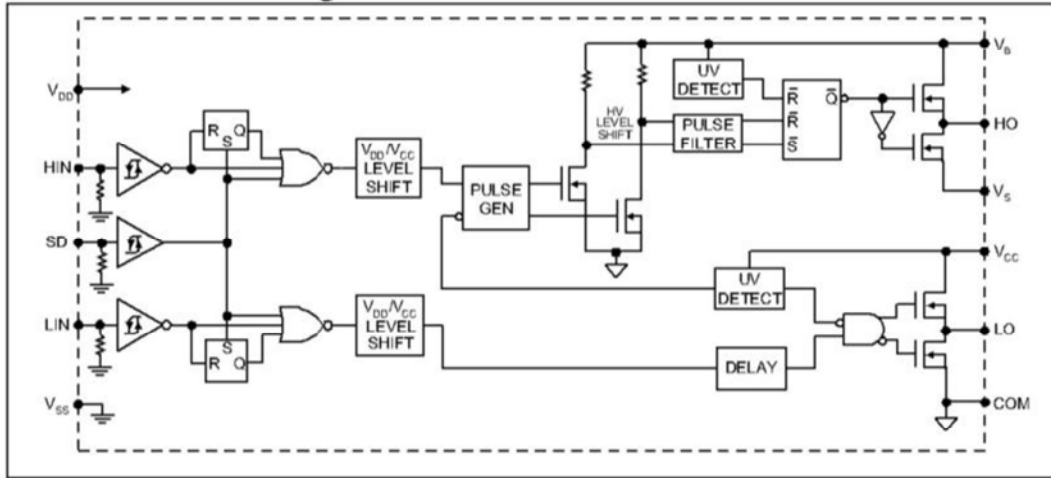 V_B
UV
DETECT
V_DD
R̄ Q̄
R Q
S
HV
LEVEL
SHIFT
R̄
PULSE
FILTER
HO
S̄
HIN
V_DD/V_CC
LEVEL
SHIFT
PULSE
GEN
V_S
SD
V_CC
UV
DETECT
LIN
V_DD/V_CC
LEVEL
SHIFT
LO
S
R Q
DELAY
V_SS
COM